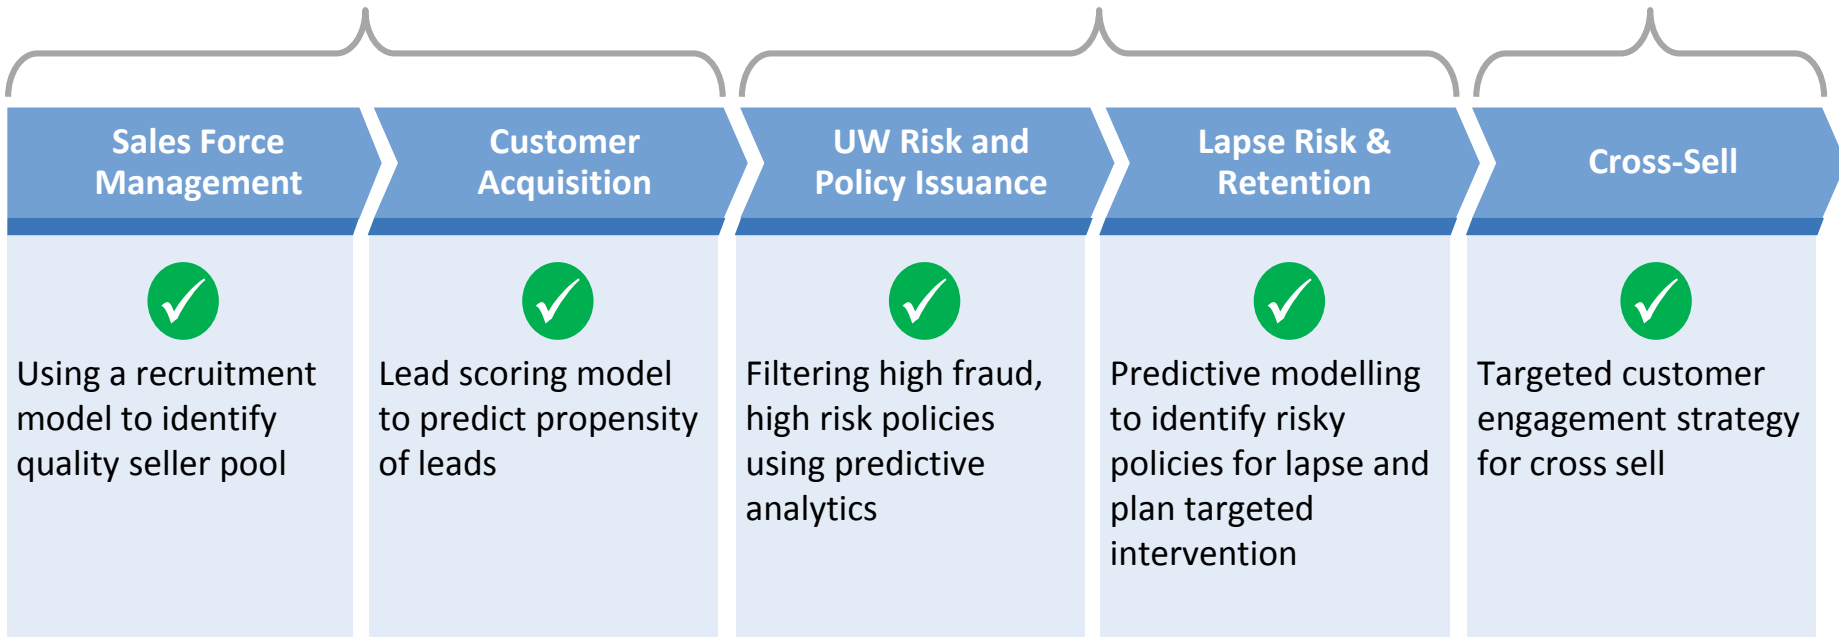 Sales Force
Management
Customer
Acquisition
UW Risk and
Policy Issuance
Lapse Risk &
Retention
Cross-Sell
Using a recruitment
model to identify
quality seller pool
Lead scoring model
to predict propensity
of leads
Filtering high fraud,
high risk policies
using predictive
analytics
Predictive modelling
to identify risky
policies for lapse and
plan targeted
intervention
Targeted customer
engagement strategy
for cross sell